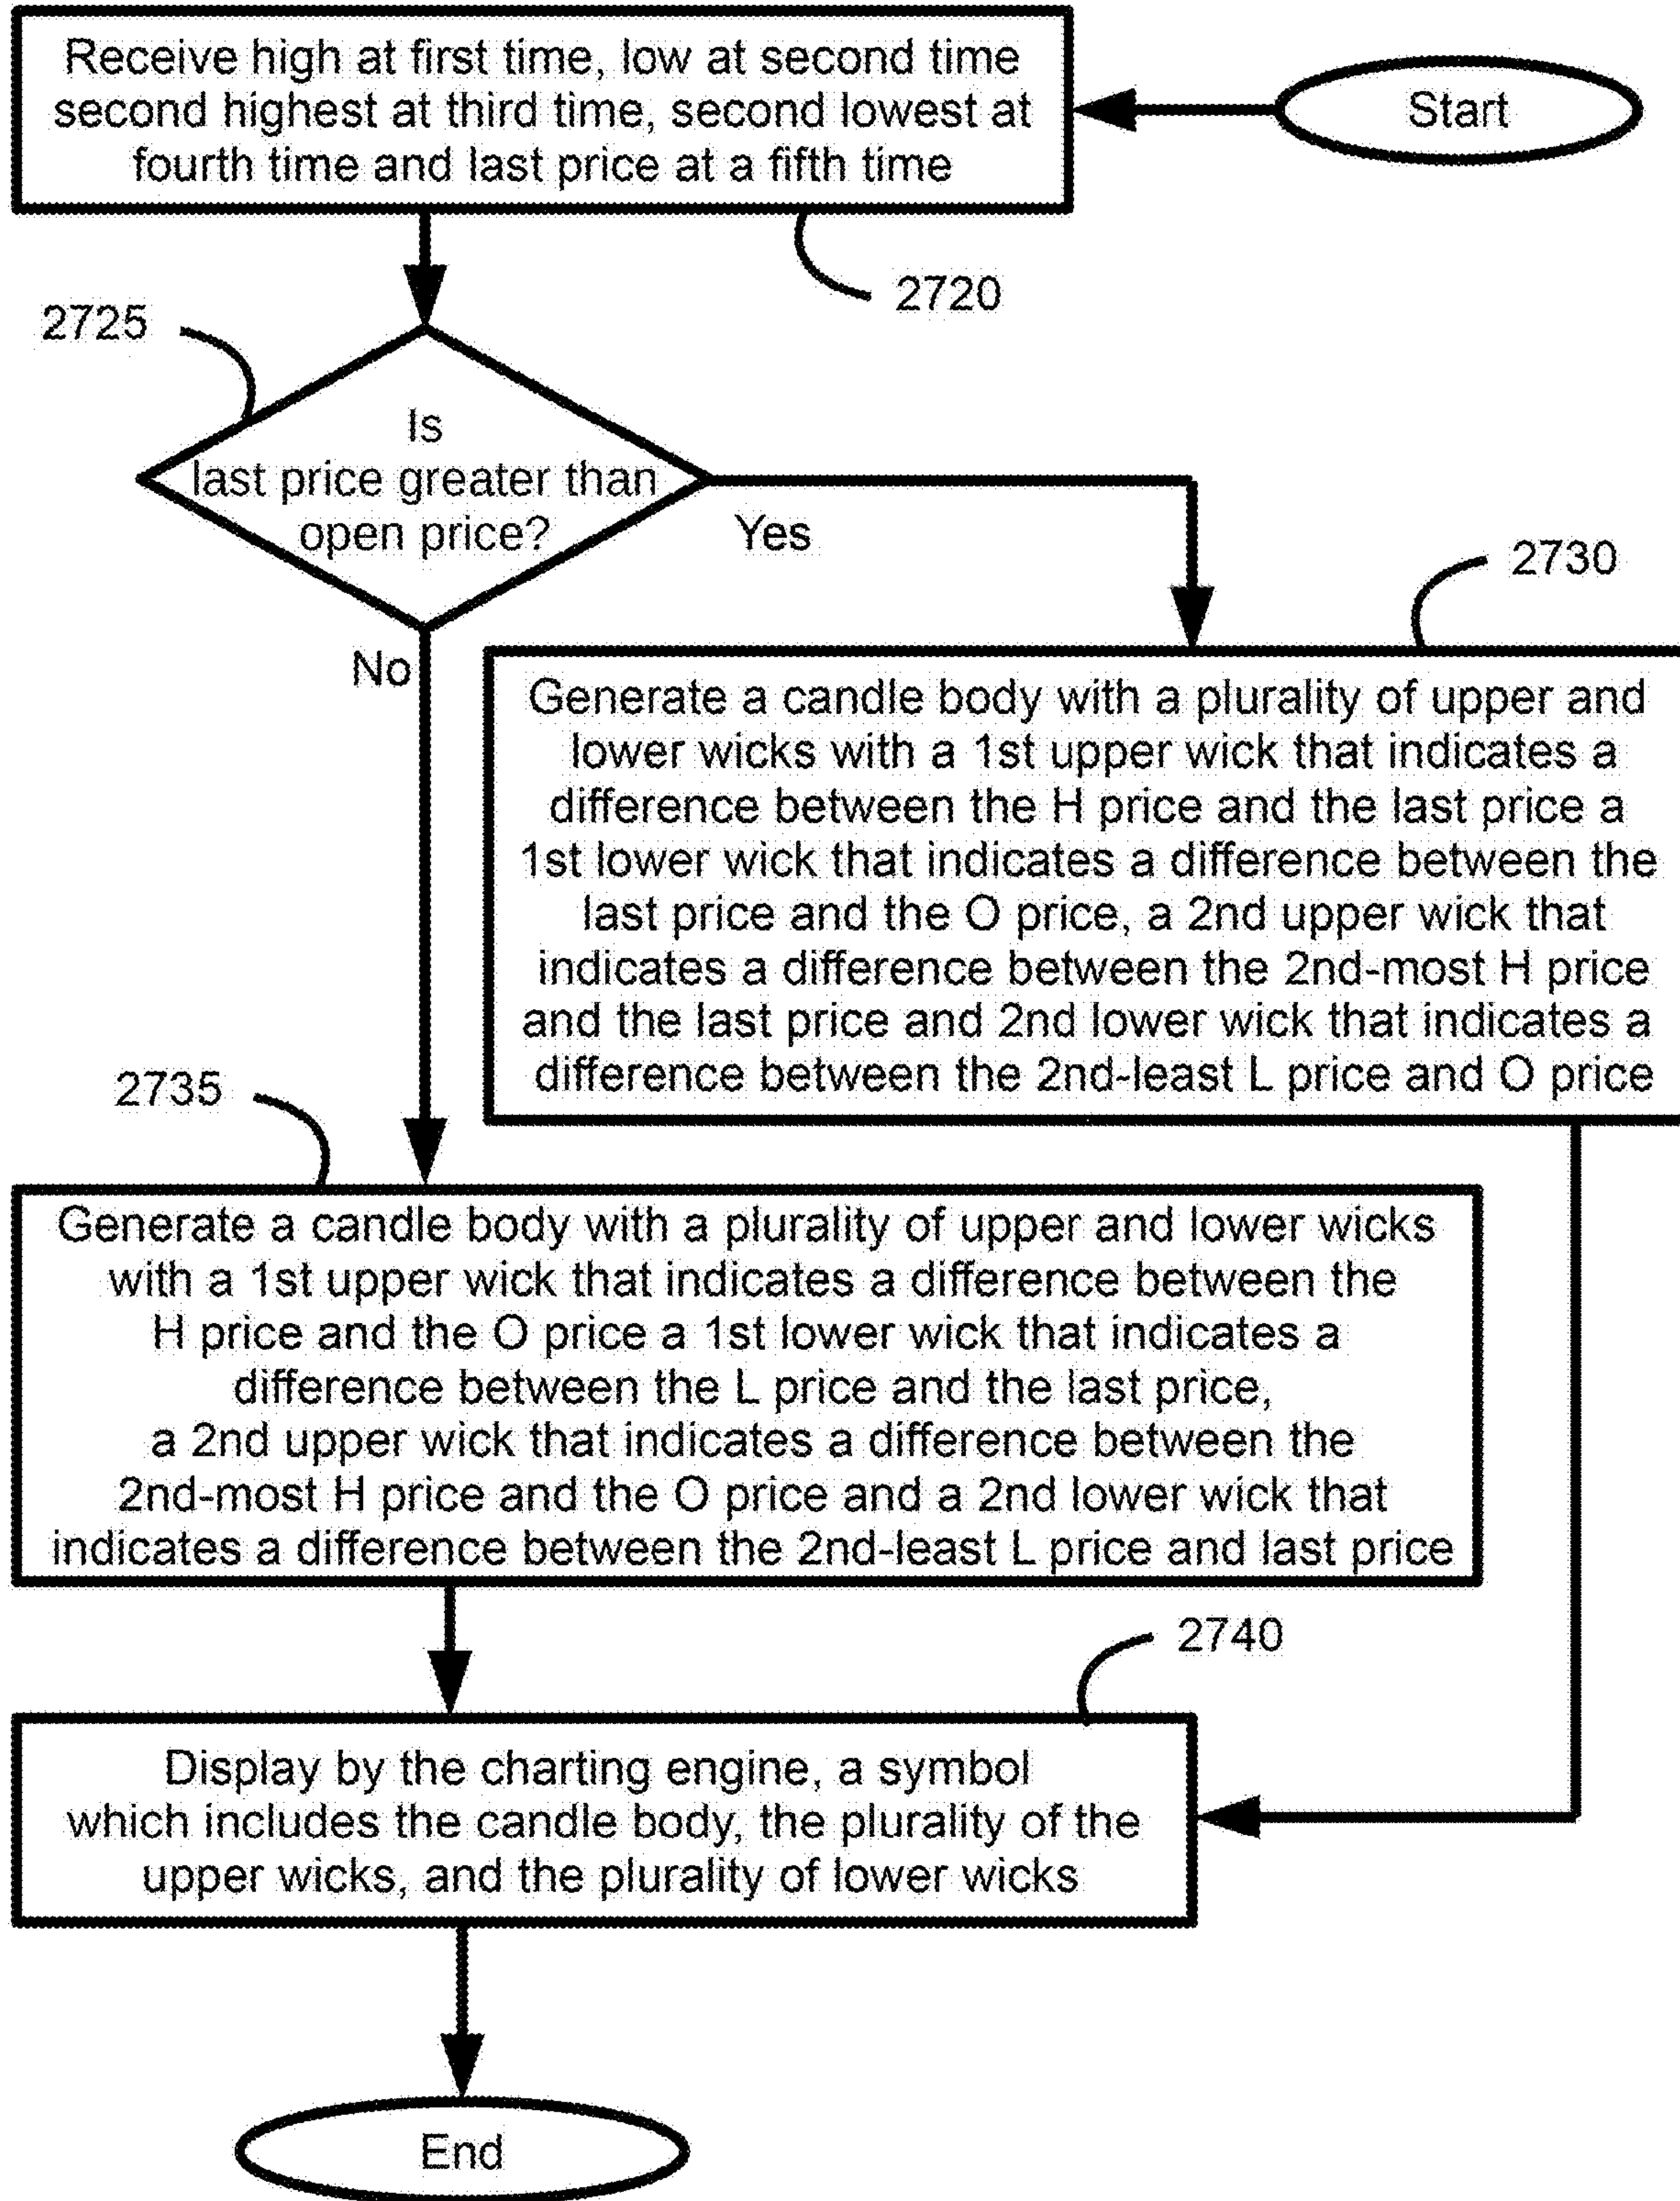 Start
Receive high at first time, low at second time
second highest at third time, second lowest at
fourth time and last price at a fifth time
2720
2725
Is
last price greater than
open price?
Yes
No
2730
Generate a candle body with a plurality of upper and
lower wicks with a 1st upper wick that indicates a
difference between the H price and the last price a
1st lower wick that indicates a difference between the
last price and the O price, a 2nd upper wick that
indicates a difference between the 2nd-most H price
and the last price and 2nd lower wick that indicates a
difference between the 2nd-least L price and O price
2735
Generate a candle body with a plurality of upper and lower wicks
with a 1st upper wick that indicates a difference between the
H price and the O price a 1st lower wick that indicates a
difference between the L price and the last price,
a 2nd upper wick that indicates a difference between the
2nd-most H price and the O price and a 2nd lower wick that
indicates a difference between the 2nd-least L price and last price
2740
Display by the charting engine, a symbol
which includes the candle body, the plurality of the
upper wicks, and the plurality of lower wicks
End